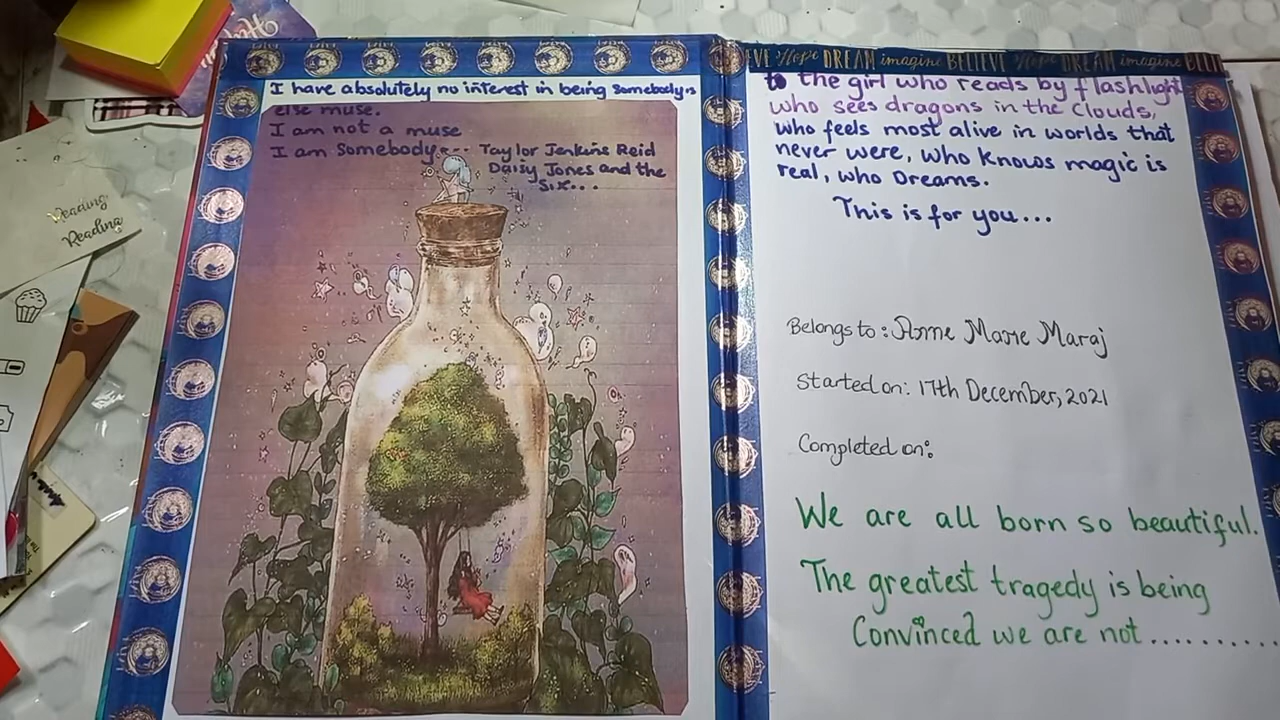 I have absolutely no interest in being somebody's
else muse.
I am not a muse
I am Somebody... Taylor Jenkins Reid
Daisy Jones and the
Six...
EVE Hope DREAM imagine BELIEVE Hope DREAM imagine BELI
to the girl who reads by flashlight
who sees dragons in the clouds,
who feels most alive in worlds that
never were, who knows magic is
real, who Dreams.
This is for you...
Belongs to: Anne Marie Maraj
Started on: 17th December, 2021
Completed on:
We are all born so beautiful.
The greatest tragedy is being
Convinced we are not..........
Reading
Reading